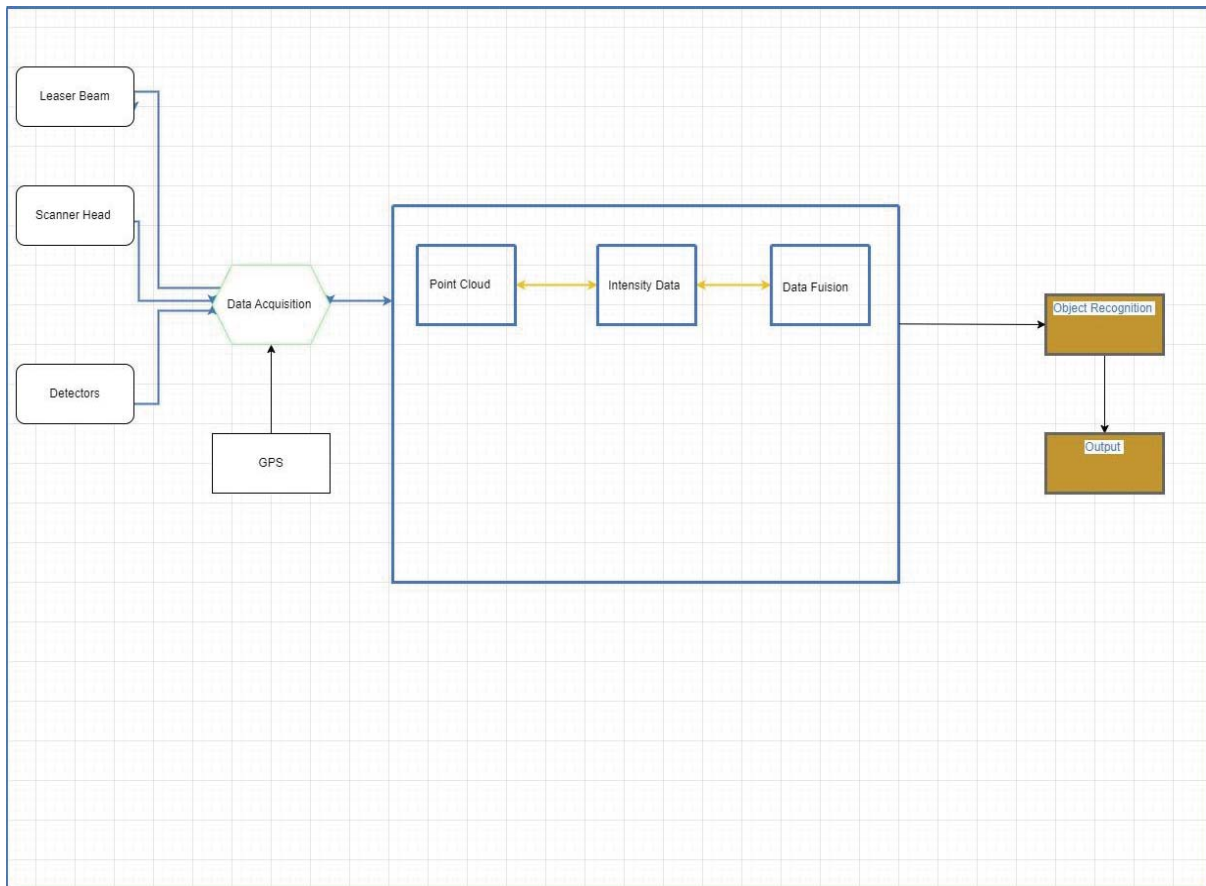 Leaser Beam
Scanner Head
Data Acquisition
Detectors
GPS
Point Cloud
Intensity Data
Data Fuision
Object Recognition
Output